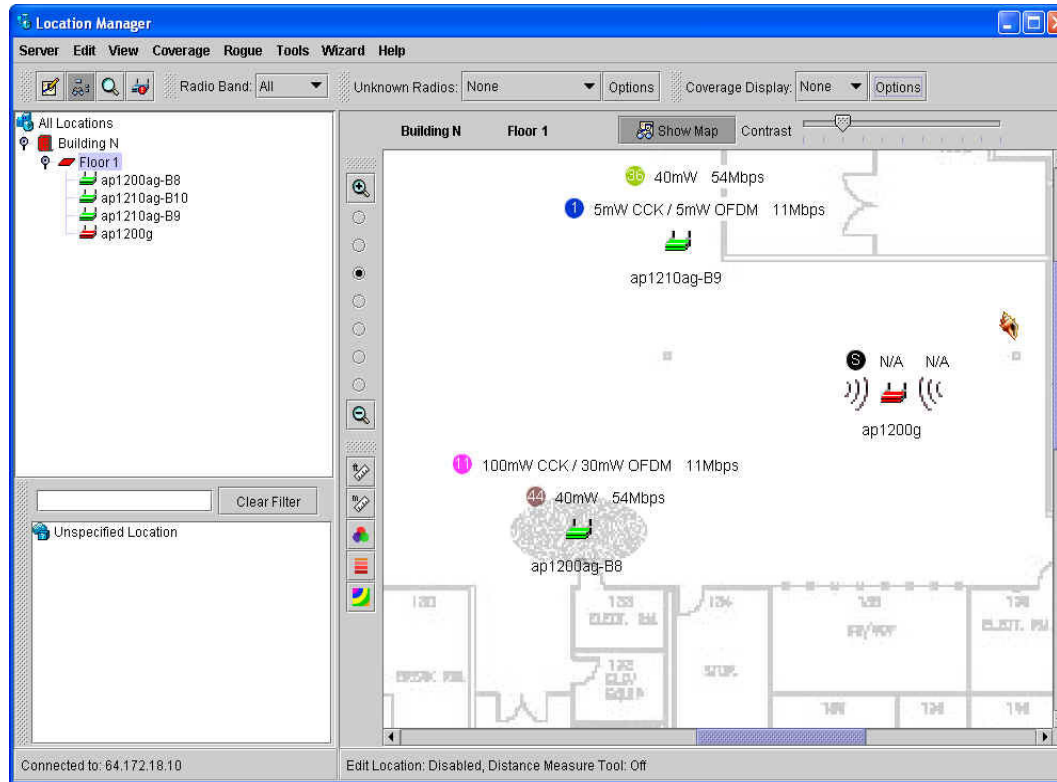 Location Manager
Server Edit View Coverage Rogue Tools Wizard Help
Radio Band: All Unknown Radios: None Options Coverage Display: None Options
All Locations
Building N
Floor 1
ap1200ag-B8
ap1210ag-B10
ap1210ag-B9
ap1200g
Clear Filter
Unspecified Location
Building N Floor 1 Show Map Contrast
36 40mW 54Mbps
1 5mW CCK / 5mW OFDM 11Mbps
ap1210ag-B9
S N/A N/A
ap1200g
11 100mW CCK / 30mW OFDM 11Mbps
44 40mW 54Mbps
ap1200ag-B8
133
134
Connected to: 64.172.18.10 Edit Location: Disabled, Distance Measure Tool: Off